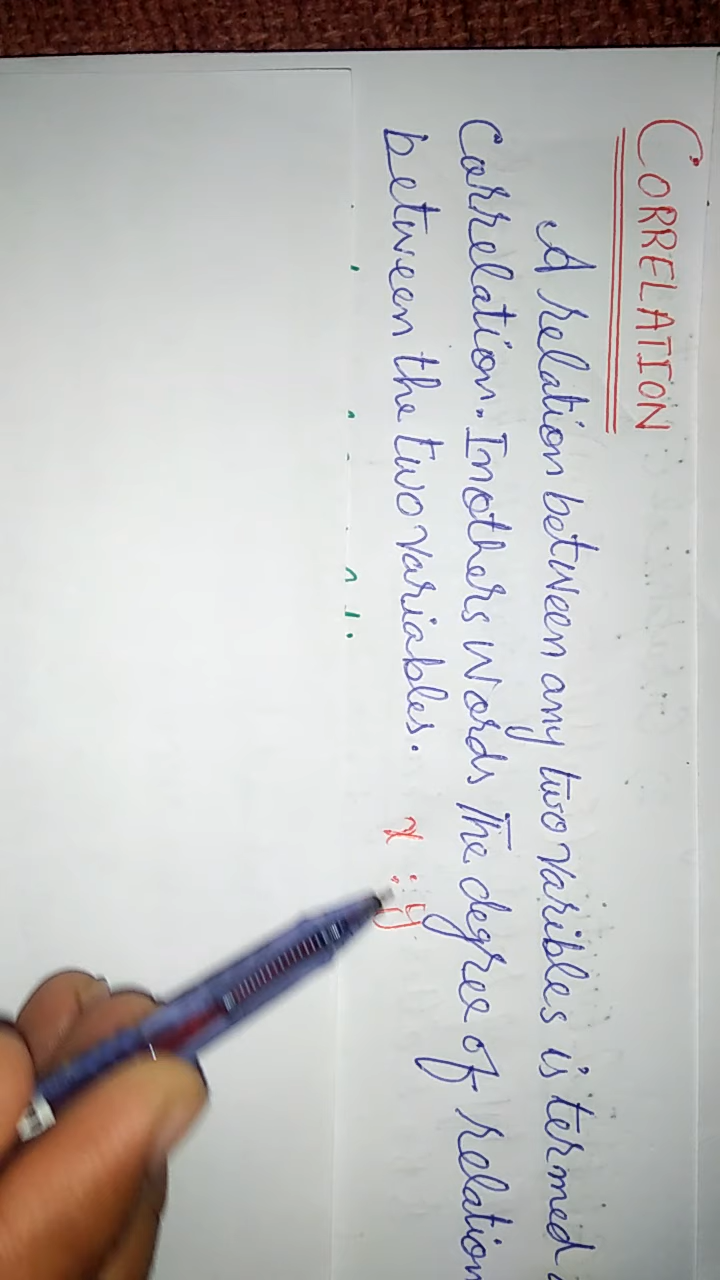 CORRELATION
A relation between any two varibles is termed
Correlation. In others words The degree of relation
between the two variables. x : y